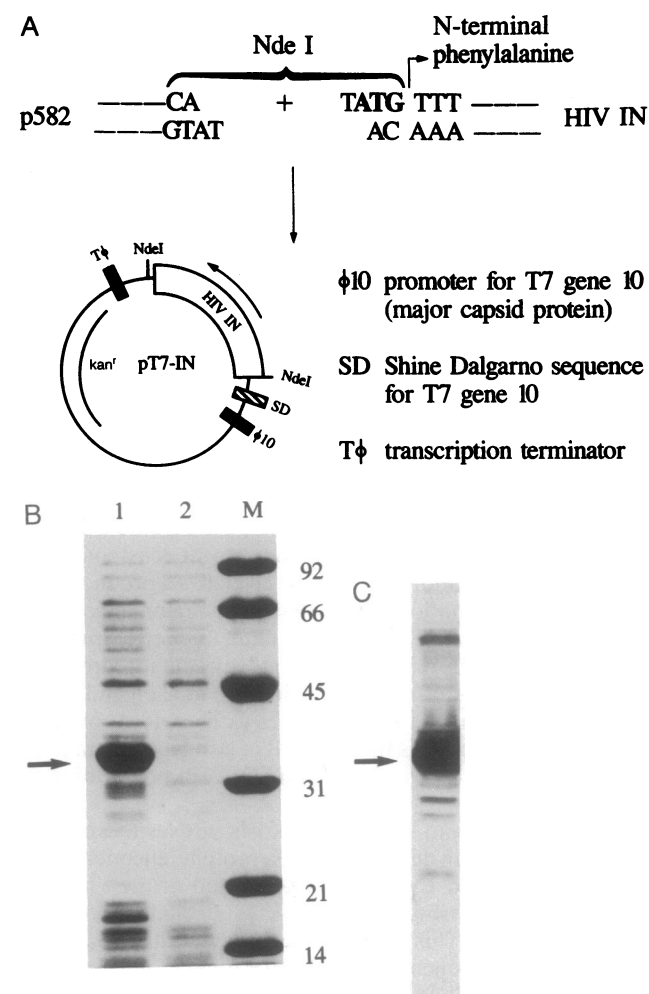 A
N-terminal
phenylalanine
Nde I
p582 ———CA + TATG TTT ——— HIV IN
———GTAT AC AAA ———
Tϕ
NdeI
HIV IN
kanʳ
pT7-IN
NdeI
SD
ϕ10
ϕ10 promoter for T7 gene 10
(major capsid protein)
SD Shine Dalgarno sequence
for T7 gene 10
Tϕ transcription terminator
B
1 2 M
92
66
45
31
21
14
C